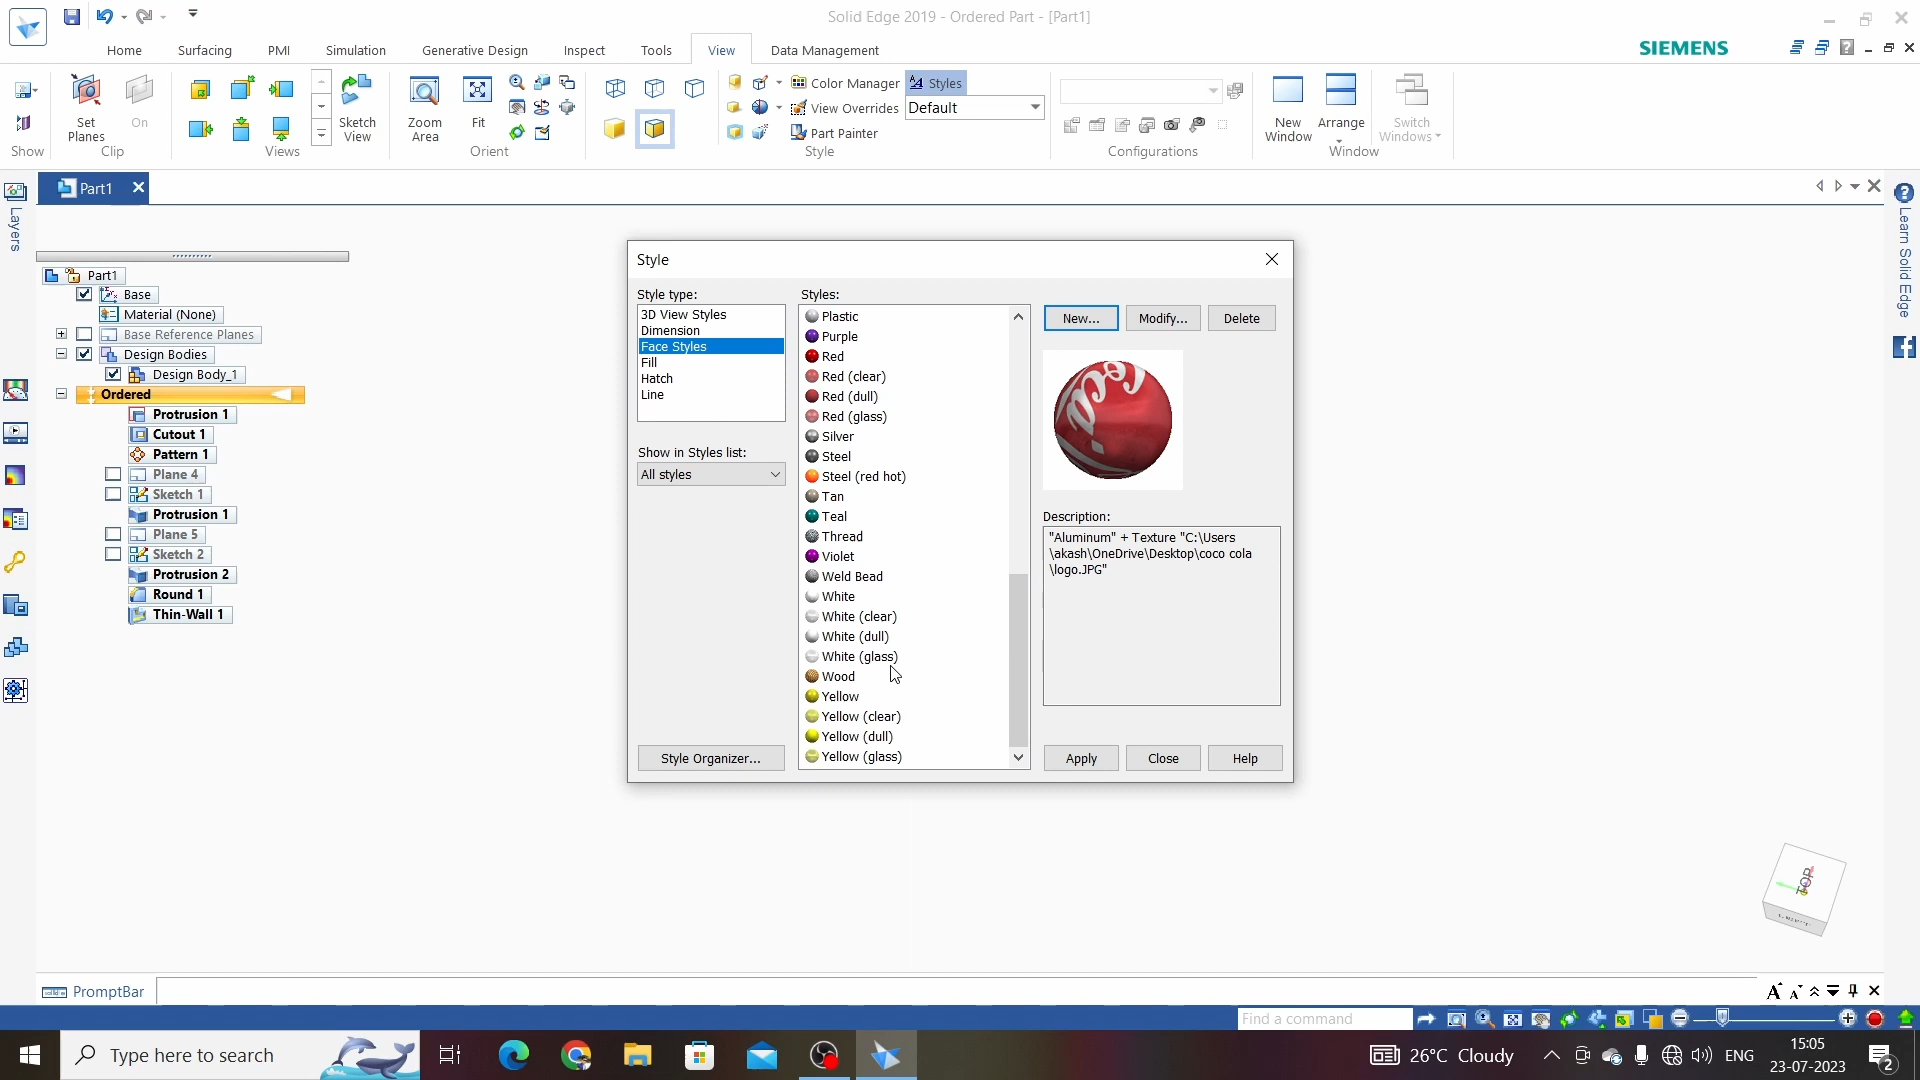 Solid Edge 2019 - Ordered Part - [Part1]
Home
Surfacing
PMI
Simulation
Generative Design
Inspect
Tools
View
Data Management
SIEMENS
Set
Planes
On
Clip
Show
Views
Sketch
View
Zoom
Area
Fit
Orient
Color Manager
Styles
View Overrides
Default
Part Painter
Style
Configurations
New
Window
Arrange
Switch
Windows
Window
Part1
Layers
Learn Solid Edge
Part1
Base
Material (None)
Base Reference Planes
Design Bodies
Design Body_1
Ordered
Protrusion 1
Cutout 1
Pattern 1
Plane 4
Sketch 1
Protrusion 1
Plane 5
Sketch 2
Protrusion 2
Round 1
Thin-Wall 1
Style
Style type:
3D View Styles
Dimension
Face Styles
Fill
Hatch
Line
Show in Styles list:
All styles
Style Organizer...
Styles:
Plastic
Purple
Red
Red (clear)
Red (dull)
Red (glass)
Silver
Steel
Steel (red hot)
Tan
Teal
Thread
Violet
Weld Bead
White
White (clear)
White (dull)
White (glass)
Wood
Yellow
Yellow (clear)
Yellow (dull)
Yellow (glass)
New...
Modify...
Delete
Description:
"Aluminum" + Texture "C:\Users
\akash\OneDrive\Desktop\coco cola
\logo.JPG"
Apply
Close
Help
TOP
PromptBar
Find a command
Type here to search
26°C Cloudy
ENG
15:05
23-07-2023
2